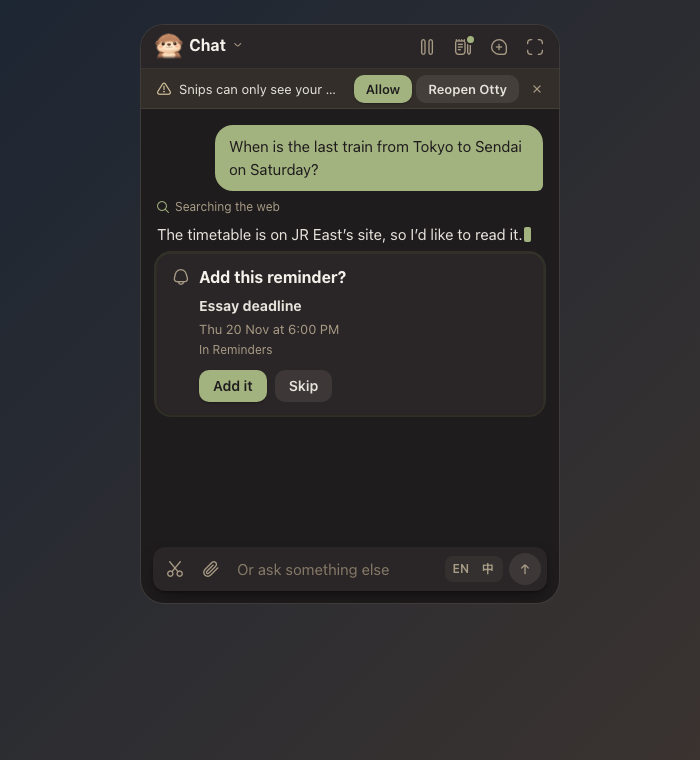 Chat
Snips can only see your ...
Allow
Reopen Otty
When is the last train from Tokyo to Sendai
on Saturday?
Searching the web
The timetable is on JR East’s site, so I’d like to read it.
Add this reminder?
Essay deadline
Thu 20 Nov at 6:00 PM
In Reminders
Add it
Skip
Or ask something else
EN 中